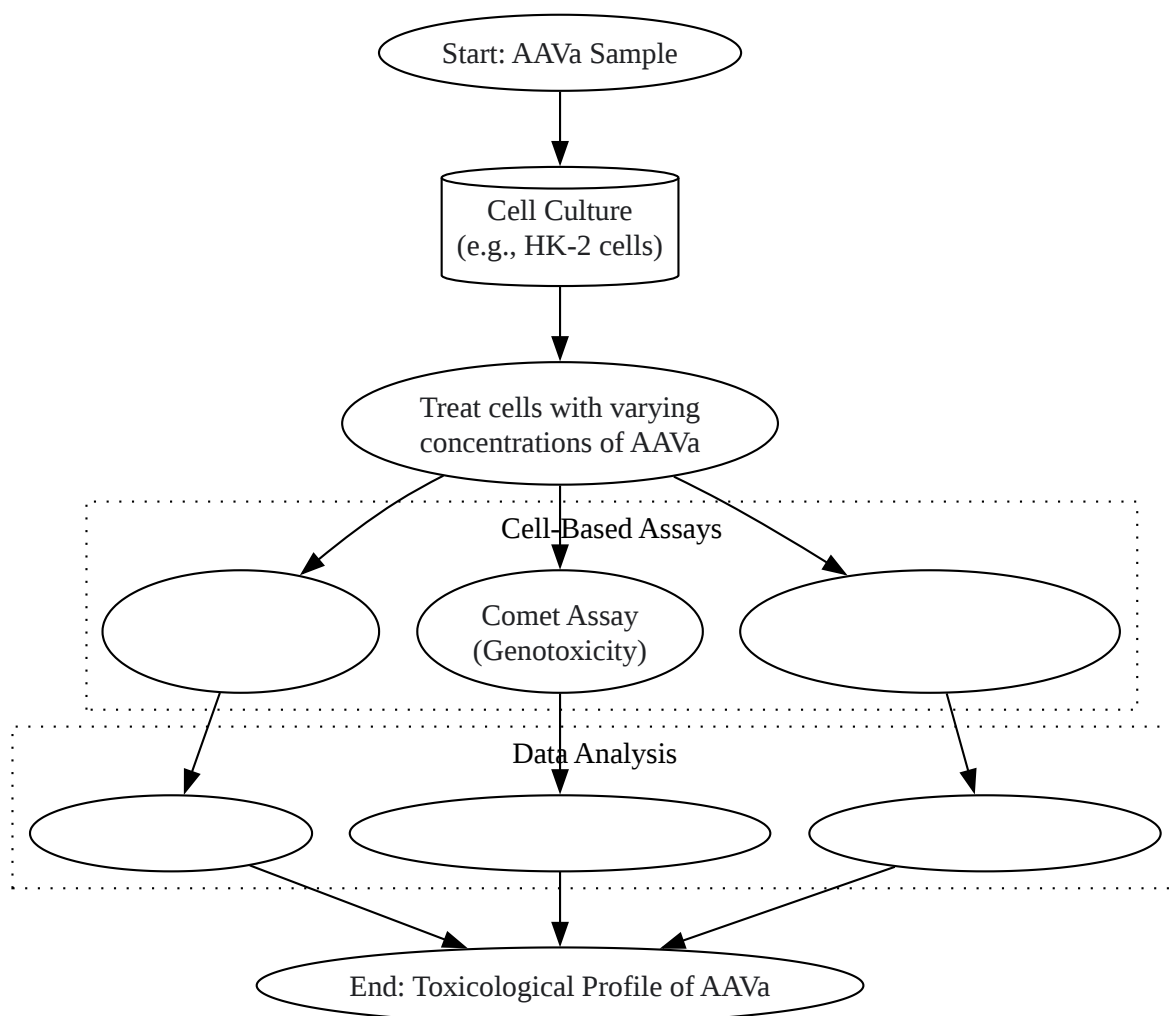 Start: AAVa Sample
Cell Culture
(e.g., HK-2 cells)
Treat cells with varying
concentrations of AAVa
Cell-Based Assays
Comet Assay
(Genotoxicity)
Data Analysis
End: Toxicological Profile of AAVa